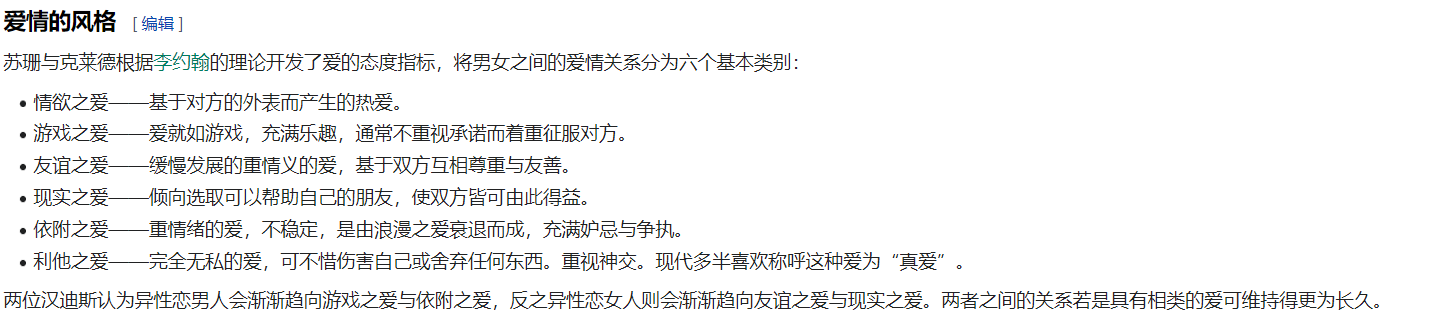 爱情的风格 [ 编辑 ]
苏珊与克莱德根据李约翰的理论开发了爱的态度指标，将男女之间的爱情关系分为六个基本类别：
• 情欲之爱——基于对方的外表而产生的热爱。
• 游戏之爱——爱就如游戏，充满乐趣，通常不重视承诺而着重征服对方。
• 友谊之爱——缓慢发展的重情义的爱，基于双方互相尊重与友善。
• 现实之爱——倾向选取可以帮助自己的朋友，使双方皆可由此得益。
• 依附之爱——重情绪的爱，不稳定，是由浪漫之爱衰退而成，充满妒忌与争执。
• 利他之爱——完全无私的爱，可不惜伤害自己或舍弃任何东西。重视神交。现代多半喜欢称呼这种爱为“真爱”。
两位汉迪斯认为异性恋男人会渐渐趋向游戏之爱与依附之爱，反之异性恋女人则会渐渐趋向友谊之爱与现实之爱。两者之间的关系若是具有相类的爱可维持得更为长久。